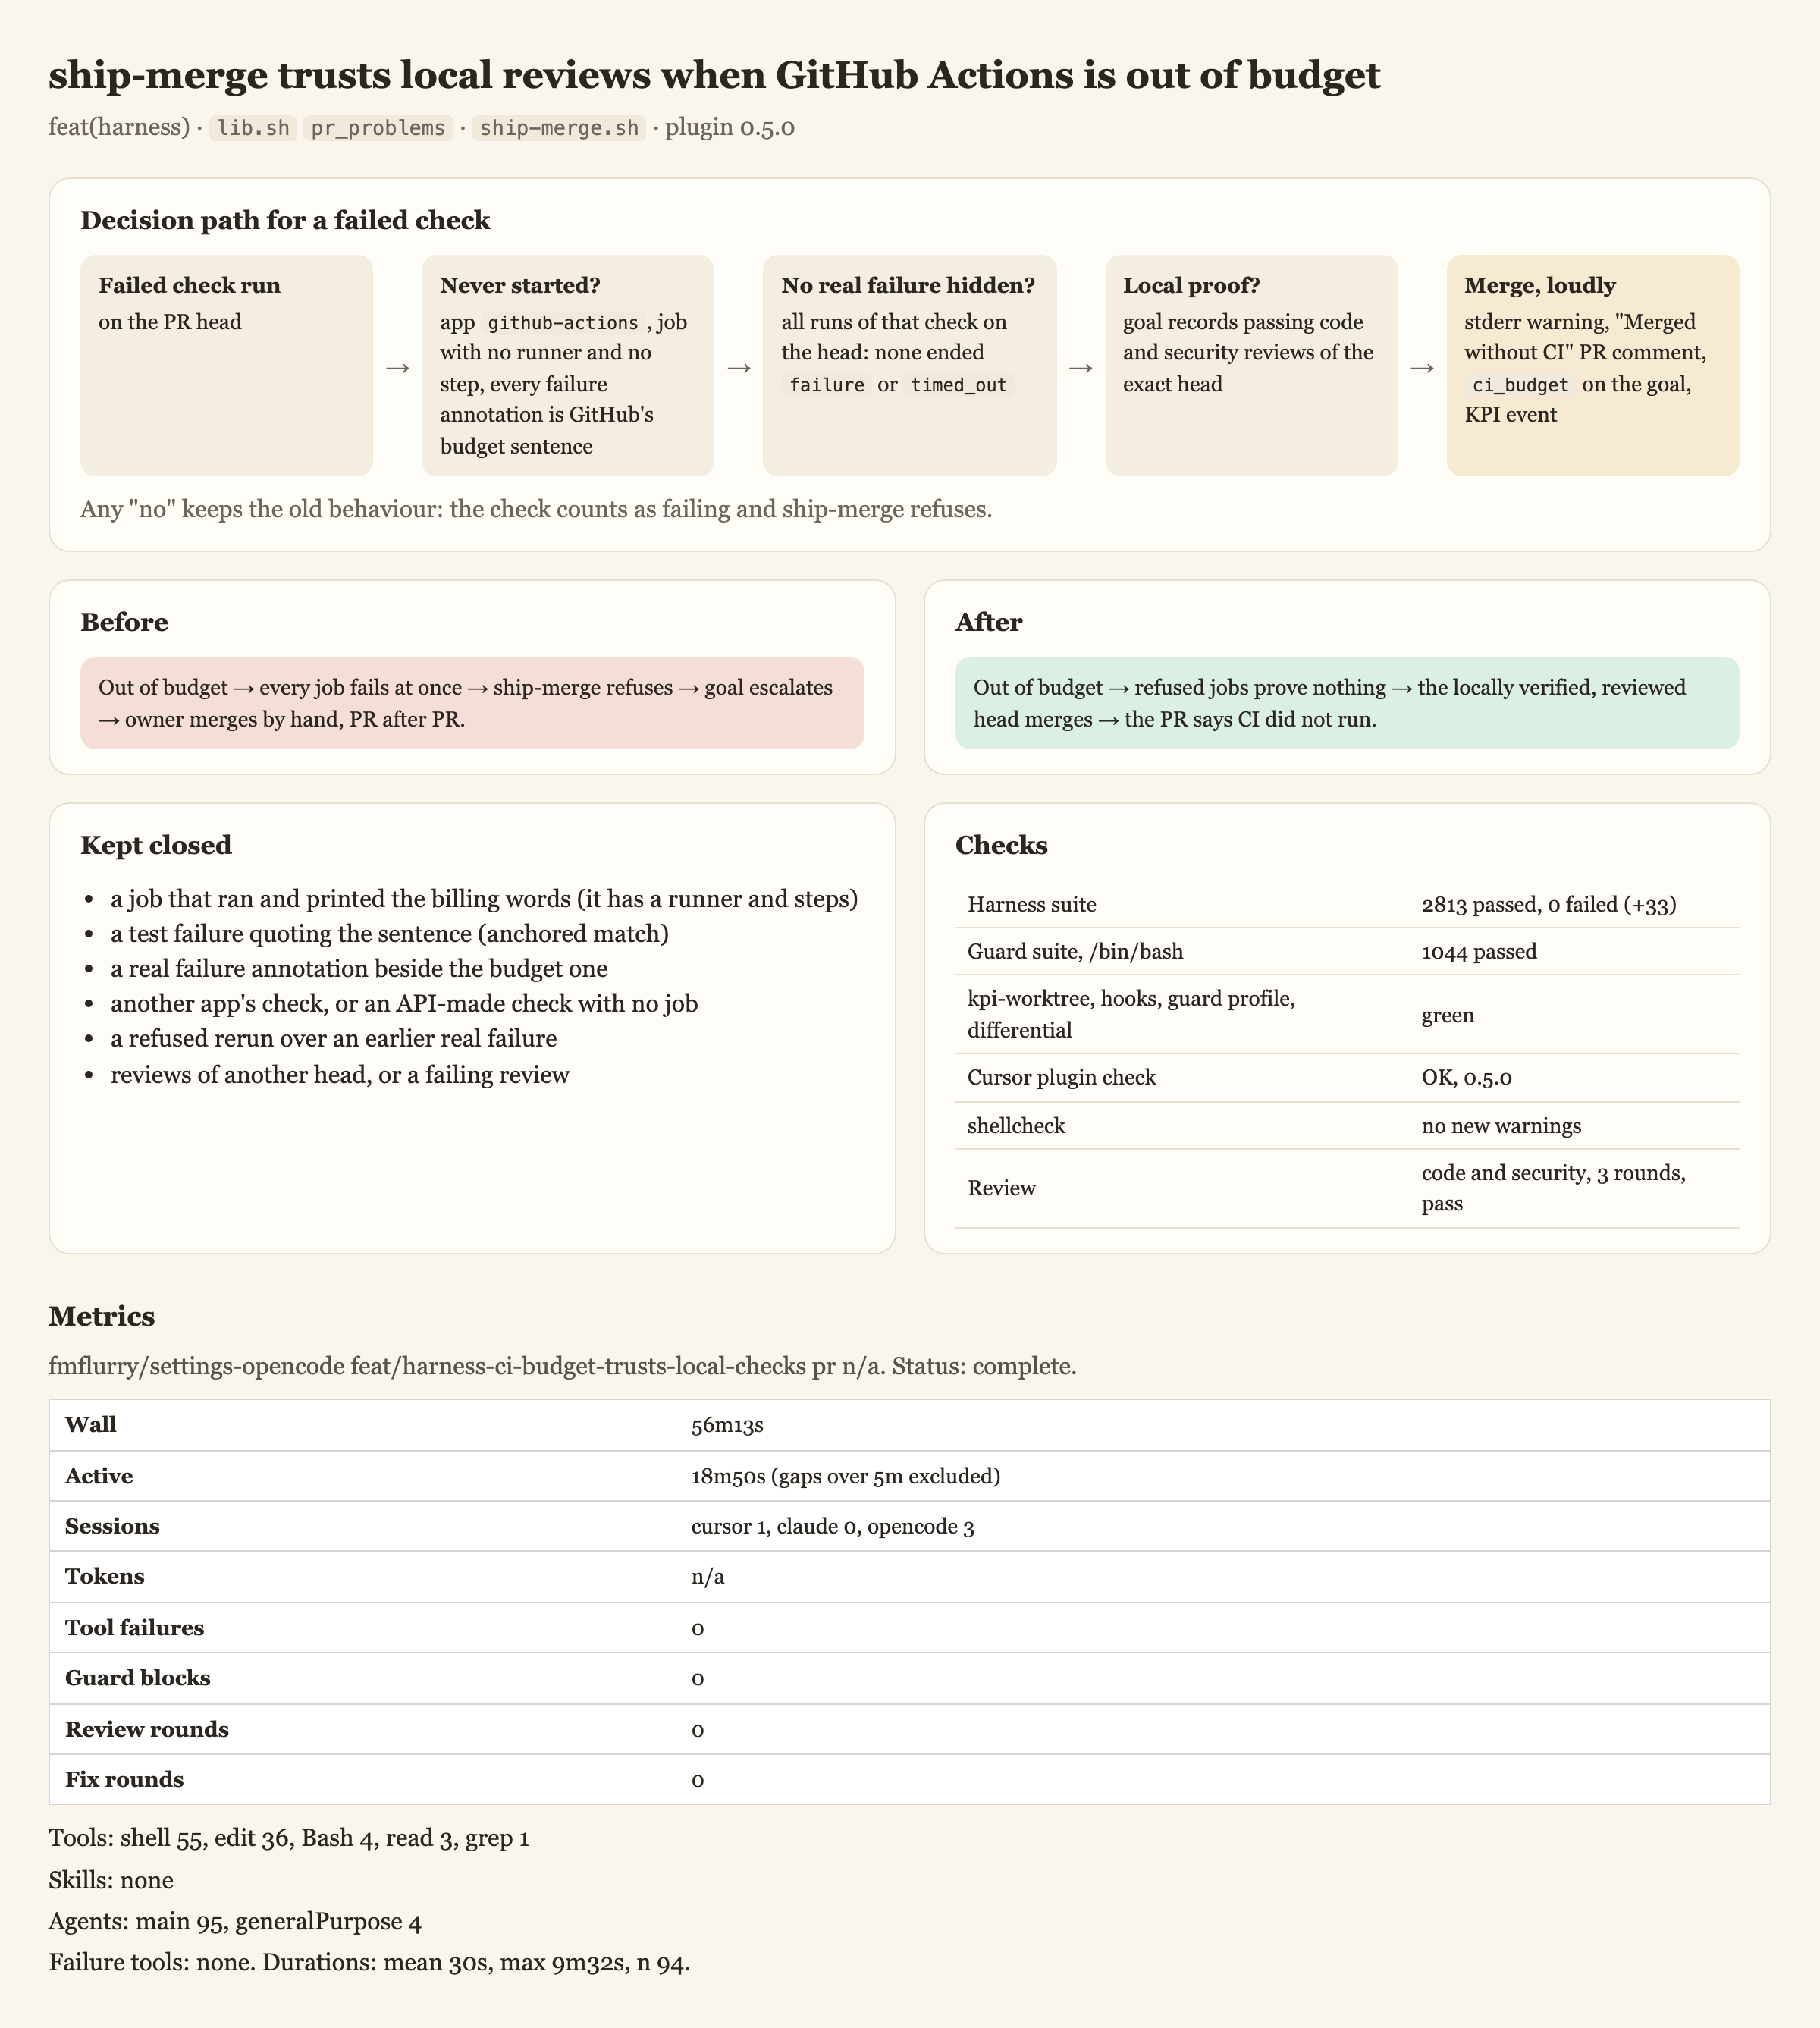 ship-merge trusts local reviews when GitHub Actions is out of budget
feat(harness) · lib.sh pr_problems · ship-merge.sh · plugin 0.5.0
Decision path for a failed check
Failed check run
on the PR head
→
Never started?
app github-actions , job
with no runner and no
step, every failure
annotation is GitHub's
budget sentence
→
No real failure hidden?
all runs of that check on
the head: none ended
failure or timed_out
→
Local proof?
goal records passing code
and security reviews of the
exact head
→
Merge, loudly
stderr warning, "Merged
without CI" PR comment,
ci_budget on the goal,
KPI event
Any "no" keeps the old behaviour: the check counts as failing and ship-merge refuses.
Before
Out of budget → every job fails at once → ship-merge refuses → goal escalates
→ owner merges by hand, PR after PR.
After
Out of budget → refused jobs prove nothing → the locally verified, reviewed
head merges → the PR says CI did not run.
Kept closed
• a job that ran and printed the billing words (it has a runner and steps)
• a test failure quoting the sentence (anchored match)
• a real failure annotation beside the budget one
• another app's check, or an API-made check with no job
• a refused rerun over an earlier real failure
• reviews of another head, or a failing review
Checks
Harness suite 2813 passed, 0 failed (+33)
Guard suite, /bin/bash 1044 passed
kpi-worktree, hooks, guard profile,
differential
green
Cursor plugin check OK, 0.5.0
shellcheck no new warnings
Review
code and security, 3 rounds,
pass
Metrics
fmflurry/settings-opencode feat/harness-ci-budget-trusts-local-checks pr n/a. Status: complete.
Wall 56m13s
Active 18m50s (gaps over 5m excluded)
Sessions cursor 1, claude 0, opencode 3
Tokens n/a
Tool failures 0
Guard blocks 0
Review rounds 0
Fix rounds 0
Tools: shell 55, edit 36, Bash 4, read 3, grep 1
Skills: none
Agents: main 95, generalPurpose 4
Failure tools: none. Durations: mean 30s, max 9m32s, n 94.